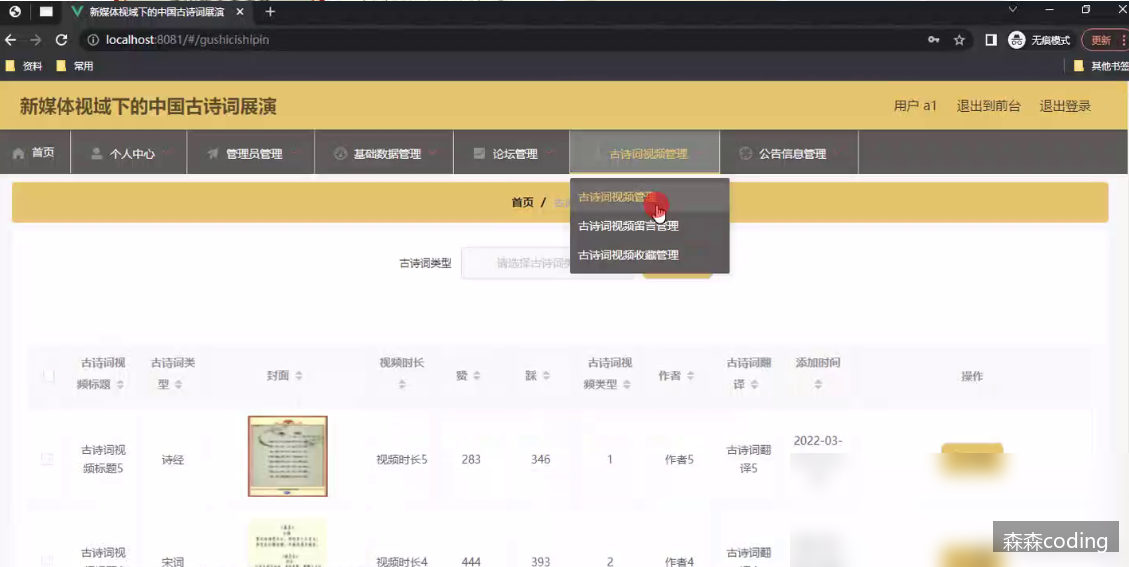 新媒体视域下的中国古诗词展演
localhost:8081/#/gushicishipin
无痕模式
更新
资料
常用
其他书签
新媒体视域下的中国古诗词展演
用户 a1
退出到前台
退出登录
首页
个人中心
管理员管理
基础数据管理
论坛管理
古诗词视频管理
公告信息管理
首页 /
古诗词视频管理
古诗词视频留言管理
古诗词视频收藏管理
古诗词类型
请选择古诗词
古诗词视
频标题
古诗词类
型
封面
视频时长
赞
踩
古诗词视
频类型
作者
古诗词翻
译
添加时间
操作
古诗词视
频标题5
诗经
视频时长5
283
346
1
作者5
古诗词翻
译5
2022-03-
古诗词视
宋词
视频时长4
444
393
2
作者4
古诗词翻
森森coding